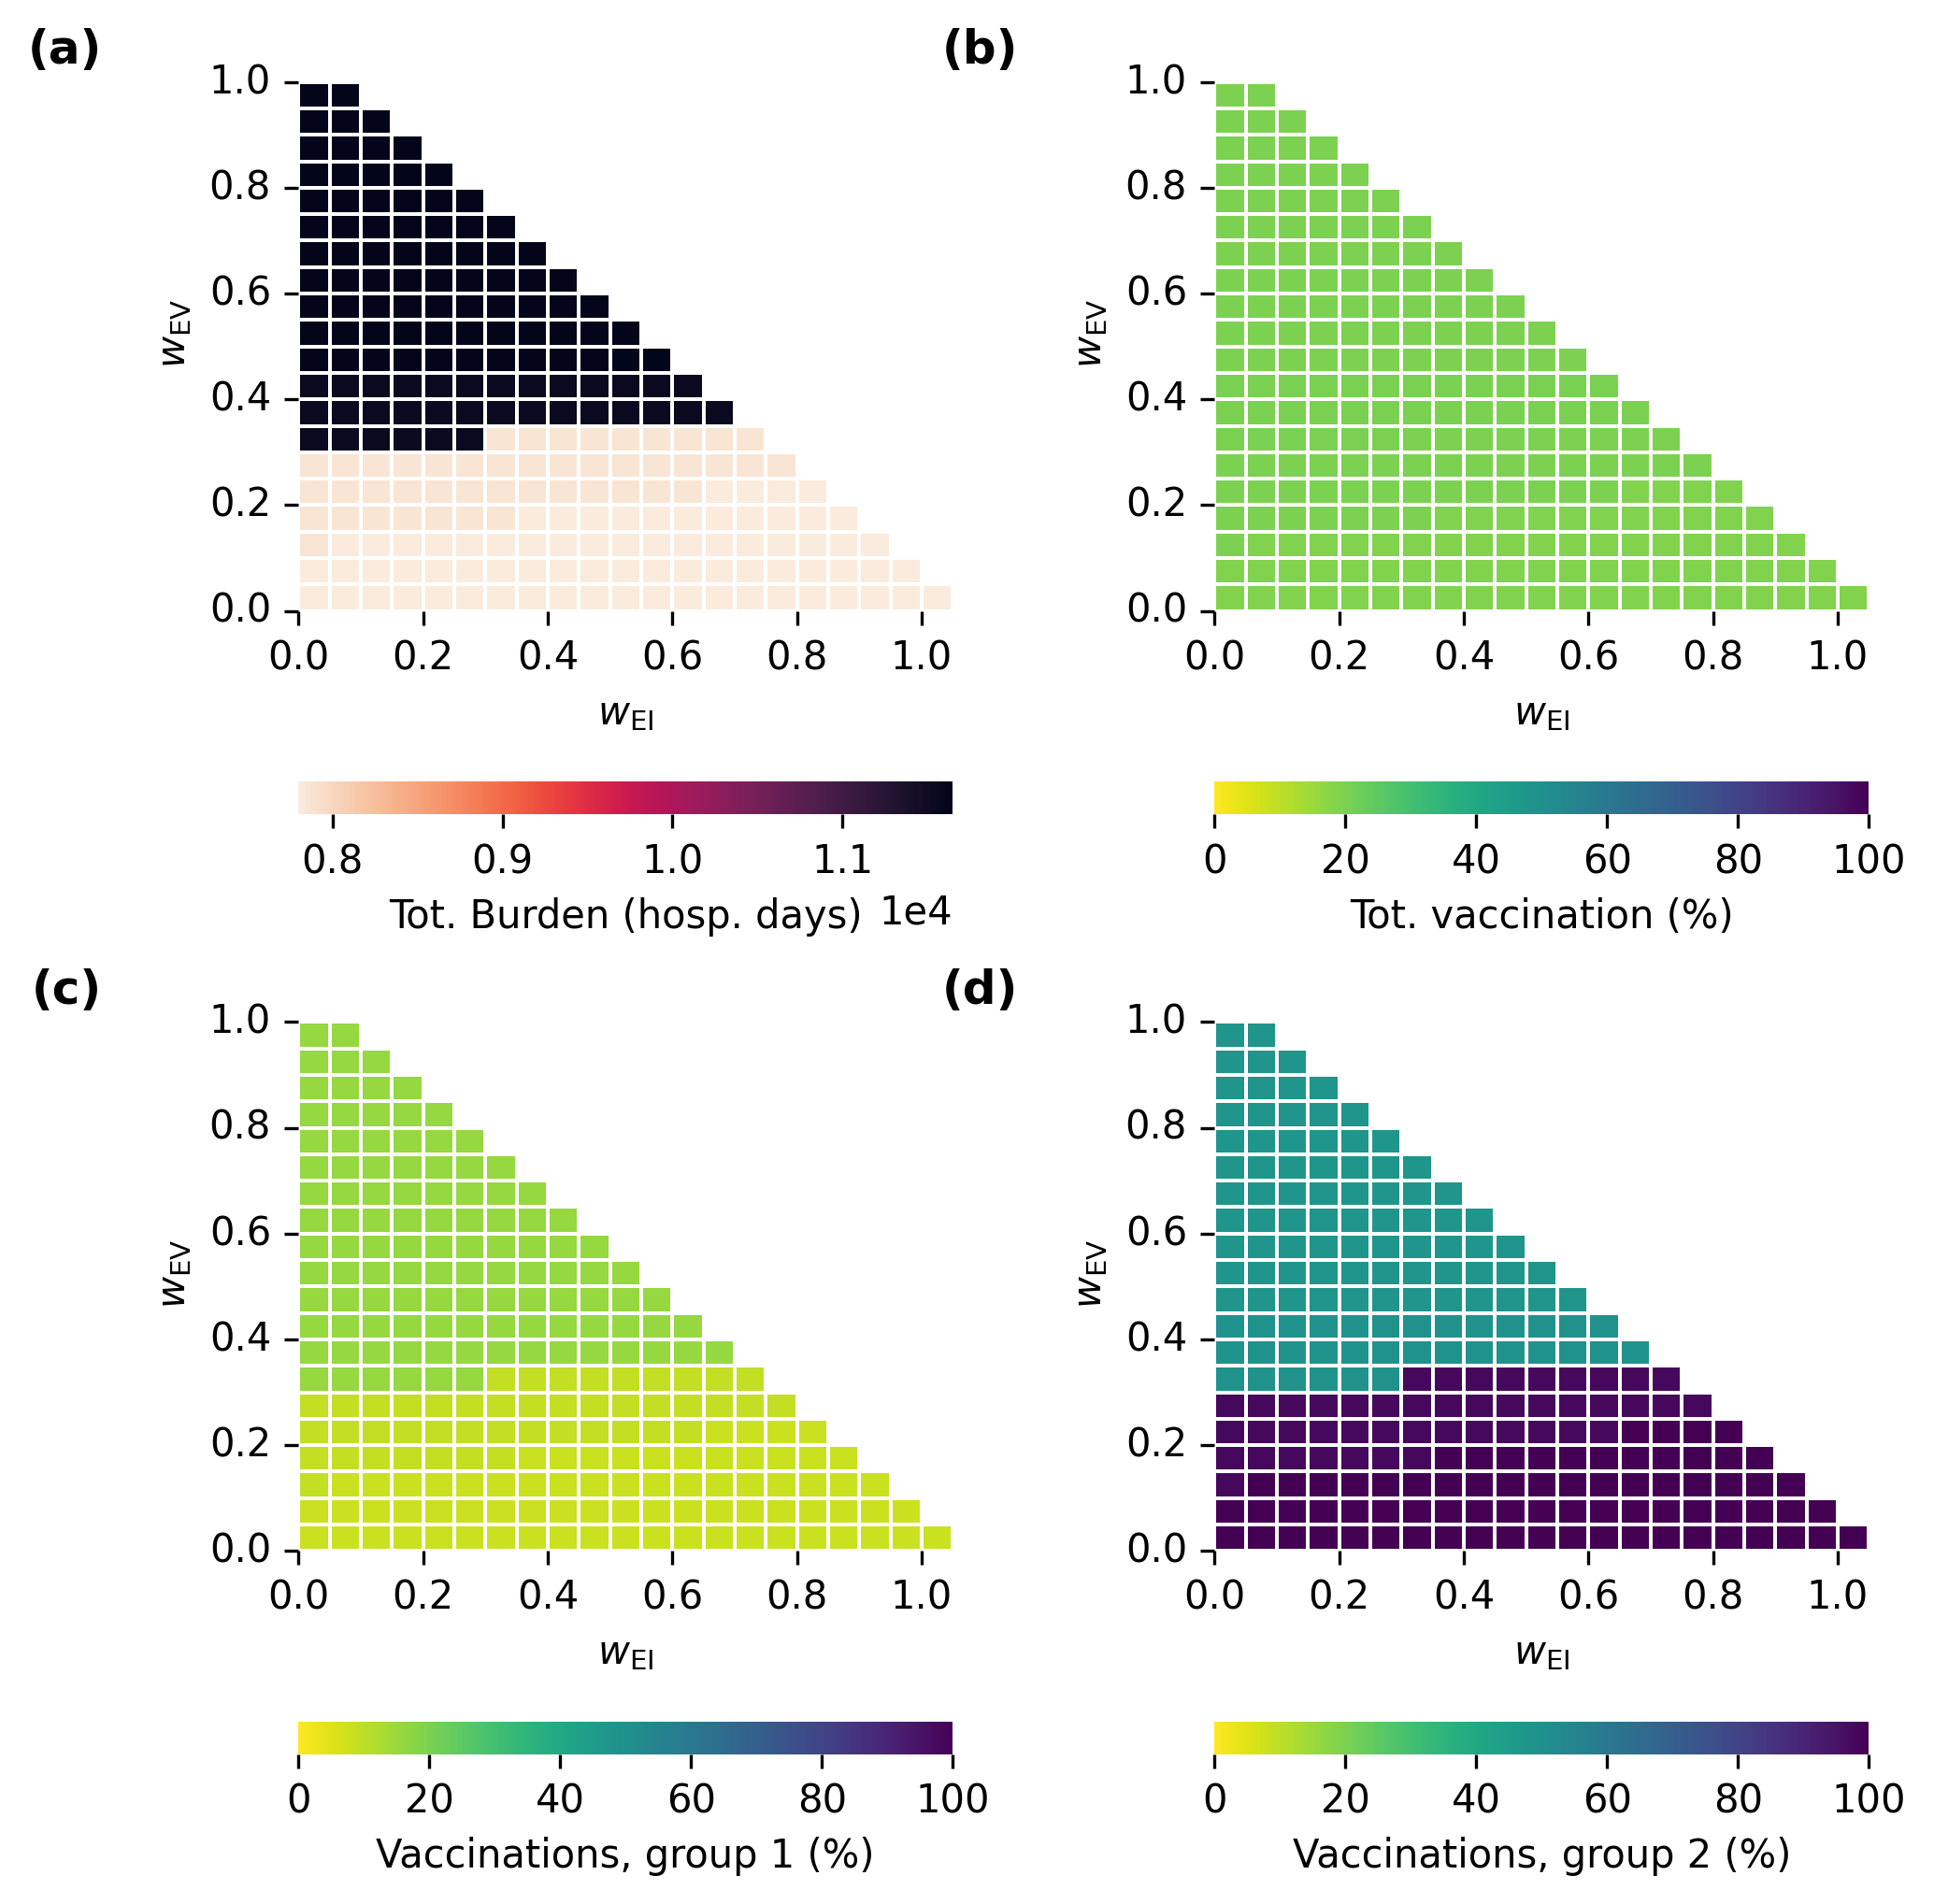 (a)
1.0
0.8
0.6
0.4
0.2
0.0
w_EV
0.0 0.2 0.4 0.6 0.8 1.0
w_EI
0.8 0.9 1.0 1.1
Tot. Burden (hosp. days) 1e4
(b)
1.0
0.8
0.6
0.4
0.2
0.0
w_EV
0.0 0.2 0.4 0.6 0.8 1.0
w_EI
0 20 40 60 80 100
Tot. vaccination (%)
(c)
1.0
0.8
0.6
0.4
0.2
0.0
w_EV
0.0 0.2 0.4 0.6 0.8 1.0
w_EI
0 20 40 60 80 100
Vaccinations, group 1 (%)
(d)
1.0
0.8
0.6
0.4
0.2
0.0
w_EV
0.0 0.2 0.4 0.6 0.8 1.0
w_EI
0 20 40 60 80 100
Vaccinations, group 2 (%)